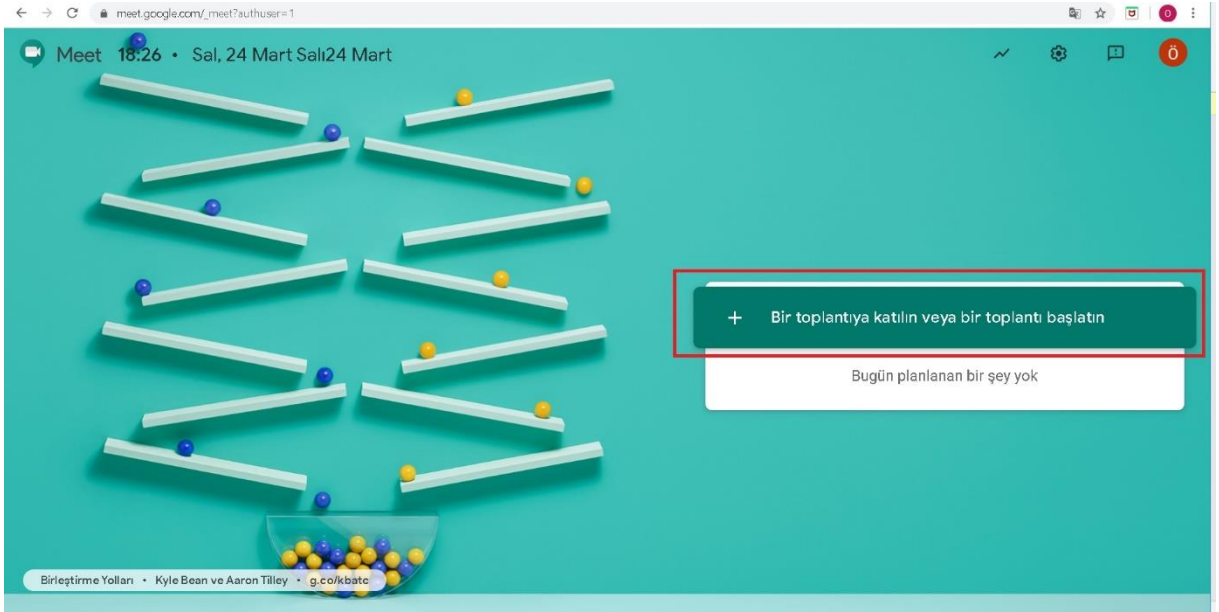 meet.google.com/_meet?authuser=1
O
Meet 18:26 • Sal, 24 Mart Salı24 Mart
Ö
+ Bir toplantıya katılın veya bir toplantı başlatın
Bugün planlanan bir şey yok
Birleştirme Yolları • Kyle Bean ve Aaron Tilley • g.co/kbatc